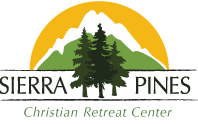 SIERRA PINES
Christian Retreat Center